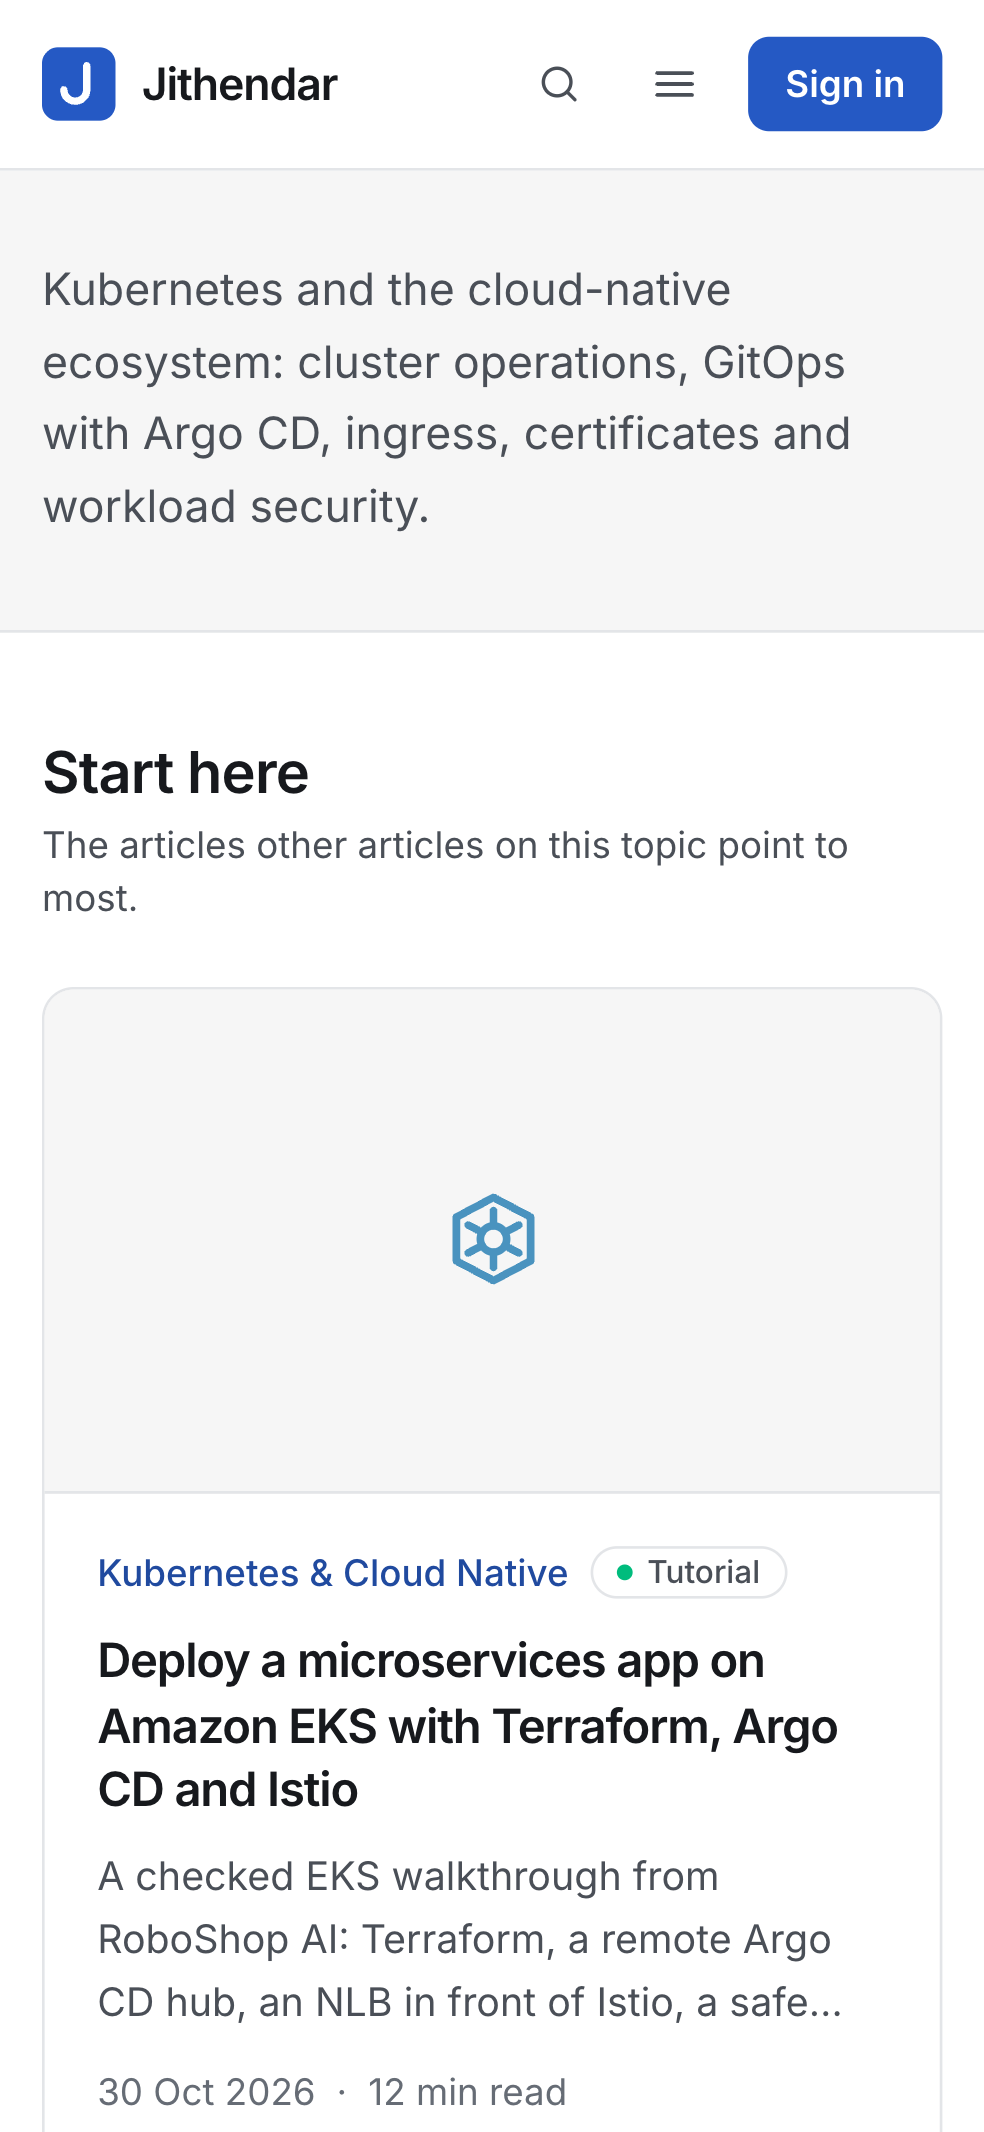 J Jithendar Sign in
Kubernetes and the cloud-native
ecosystem: cluster operations, GitOps
with Argo CD, ingress, certificates and
workload security.
Start here
The articles other articles on this topic point to
most.
Kubernetes & Cloud Native Tutorial
Deploy a microservices app on
Amazon EKS with Terraform, Argo
CD and Istio
A checked EKS walkthrough from
RoboShop AI: Terraform, a remote Argo
CD hub, an NLB in front of Istio, a safe...
30 Oct 2026 · 12 min read